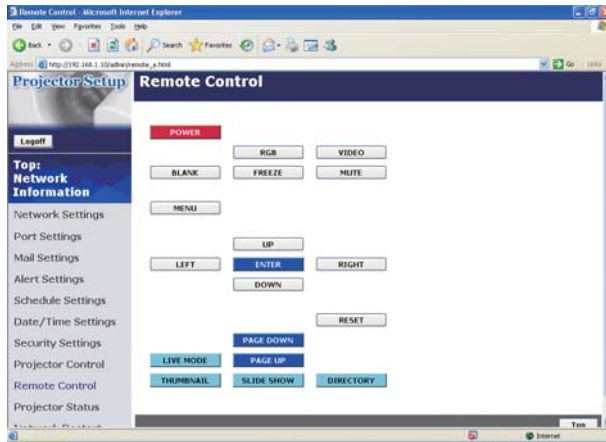 Remote Control - Microsoft Internet Explorer
File Edit View Favorites Tools Help
Back Search Favorites
Address http://192.168.1.10/admin/remote_a.html Go Links
Projector Setup Remote Control
POWER
Logoff
RGB VIDEO
Top:
Network
Information
BLANK FREEZE MUTE
MENU
Network Settings
Port Settings
UP
Mail Settings
LEFT ENTER RIGHT
Alert Settings
DOWN
Schedule Settings
Date/Time Settings
RESET
Security Settings
PAGE DOWN
Projector Control
LIVE MODE PAGE UP
Remote Control
THUMBNAIL SLIDE SHOW DIRECTORY
Projector Status
Top
Internet